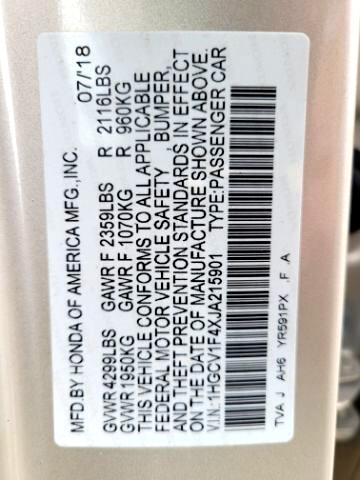 MFD.BY HONDA OF AMERICA MFG.,INC. 07/'18
GVWR 4299LBS GAWR F 2359LBS R 2116LBS
GVWR 1950KG GAWR F 1070KG R 960KG
THIS VEHICLE CONFORMS TO ALL APPLICABLE
FEDERAL MOTOR VEHICLE SAFETY , BUMPER,
AND THEFT PREVENTION STANDARDS IN EFFECT
ON THE DATE OF MANUFACTURE SHOWN ABOVE.
V.I.N:1HGCV1F4XJA215901 TYPE:PASSENGER CAR
TVA J AH6 YR591PX ,F ,A